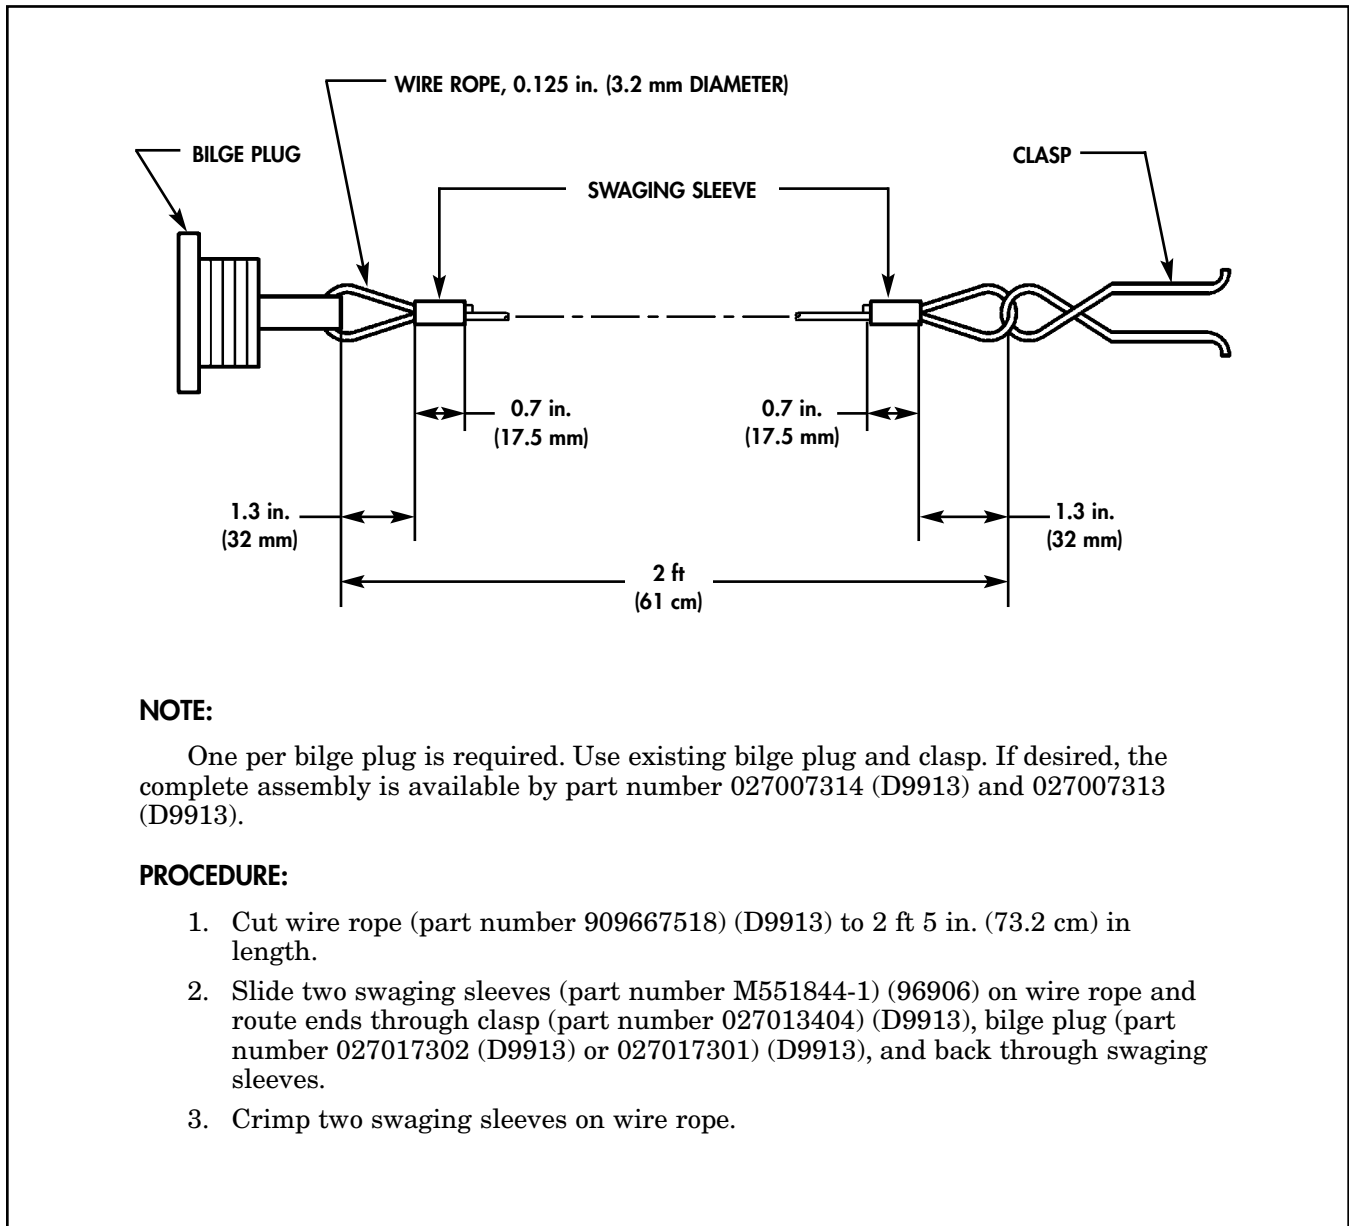 WIRE ROPE, 0.125 in. (3.2 mm DIAMETER)
BILGE PLUG
CLASP
SWAGING SLEEVE
0.7 in.
(17.5 mm)
0.7 in.
(17.5 mm)
1.3 in.
(32 mm)
1.3 in.
(32 mm)
2 ft
(61 cm)
NOTE:
One per bilge plug is required. Use existing bilge plug and clasp. If desired, the
complete assembly is available by part number 027007314 (D9913) and 027007313
(D9913).
PROCEDURE:
1. Cut wire rope (part number 909667518) (D9913) to 2 ft 5 in. (73.2 cm) in
length.
2. Slide two swaging sleeves (part number M551844-1) (96906) on wire rope and
route ends through clasp (part number 027013404) (D9913), bilge plug (part
number 027017302 (D9913) or 027017301) (D9913), and back through swaging
sleeves.
3. Crimp two swaging sleeves on wire rope.